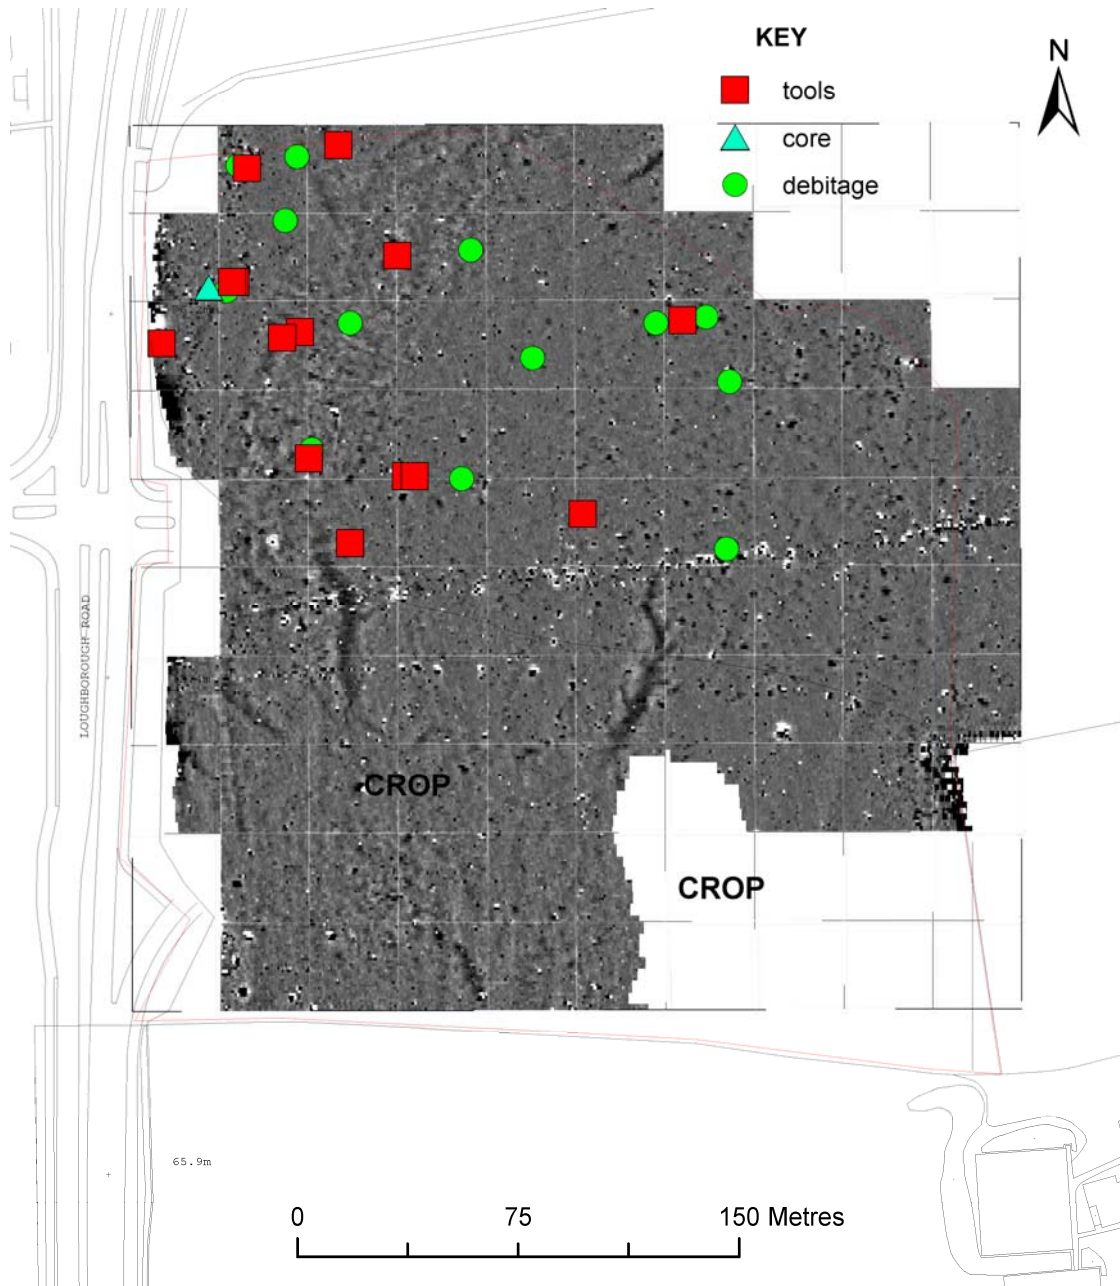 KEY
N
tools
core
debitage
LOUGHBOROUGH ROAD
CROP
CROP
65.9m
0 75 150 Metres